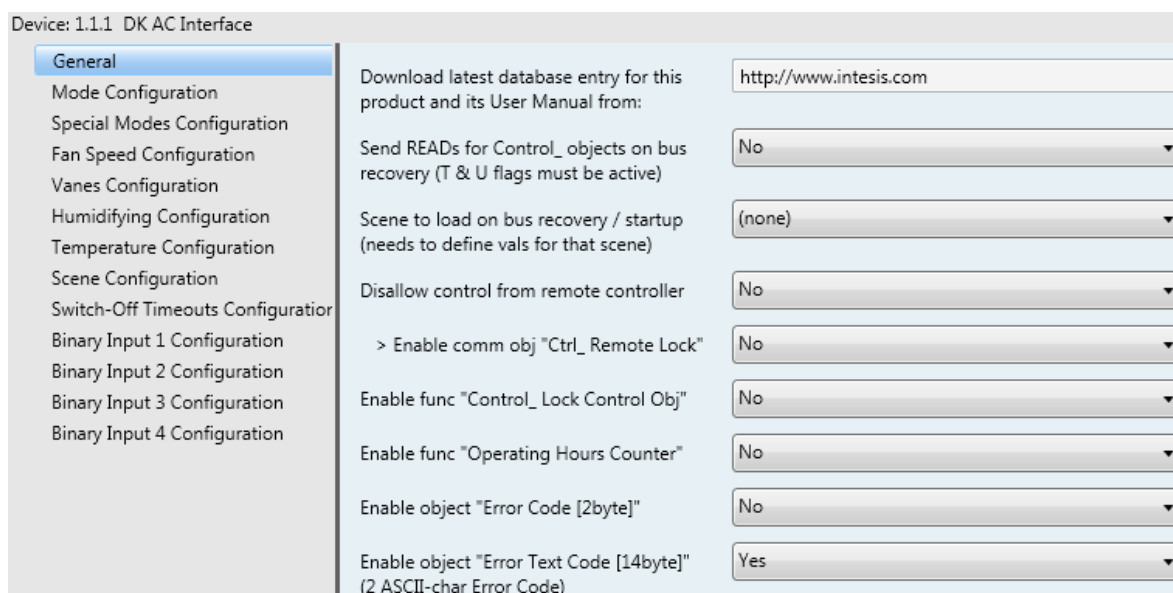 Device: 1.1.1 DK AC Interface
General
Mode Configuration
Special Modes Configuration
Fan Speed Configuration
Vanes Configuration
Humidifying Configuration
Temperature Configuration
Scene Configuration
Switch-Off Timeouts Configuration
Binary Input 1 Configuration
Binary Input 2 Configuration
Binary Input 3 Configuration
Binary Input 4 Configuration
Download latest database entry for this
product and its User Manual from:
http://www.intesis.com
Send READs for Control_ objects on bus
recovery (T & U flags must be active)
No
Scene to load on bus recovery / startup
(needs to define vals for that scene)
(none)
Disallow control from remote controller
No
> Enable comm obj "Ctrl_ Remote Lock"
No
Enable func "Control_ Lock Control Obj"
No
Enable func "Operating Hours Counter"
No
Enable object "Error Code [2byte]"
No
Enable object "Error Text Code [14byte]"
(2 ASCII-char Error Code)
Yes